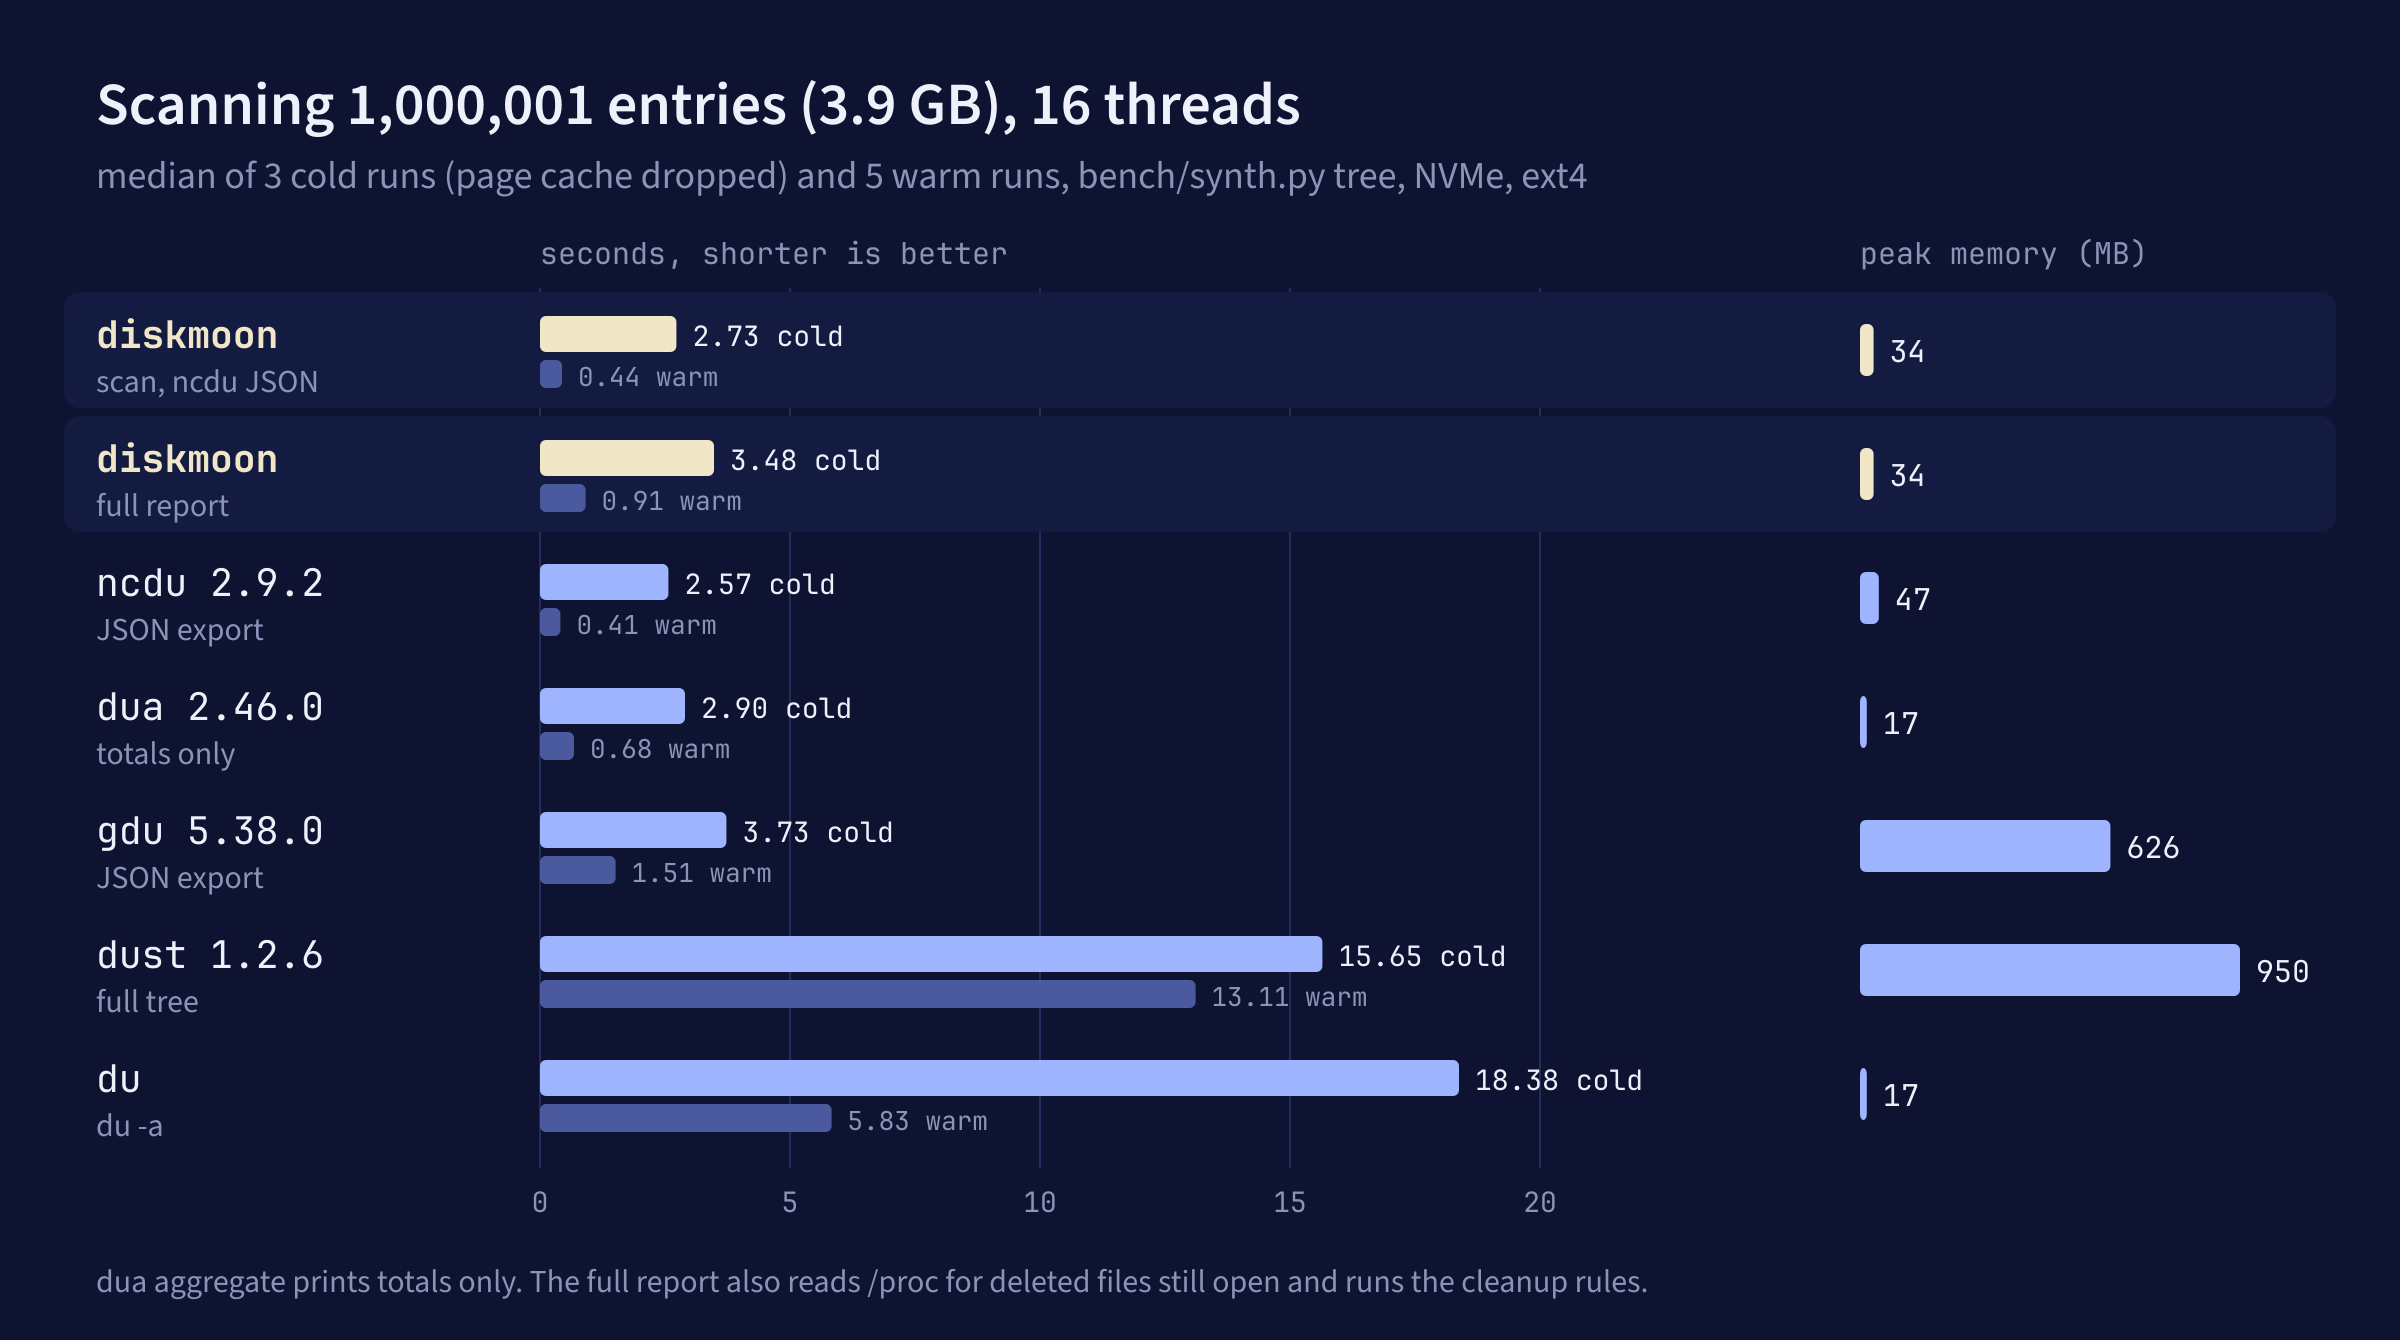 Scanning 1,000,001 entries (3.9 GB), 16 threads
median of 3 cold runs (page cache dropped) and 5 warm runs, bench/synth.py tree, NVMe, ext4
seconds, shorter is better
peak memory (MB)
diskmoon
scan, ncdu JSON
2.73 cold
0.44 warm
34
diskmoon
full report
3.48 cold
0.91 warm
34
ncdu 2.9.2
JSON export
2.57 cold
0.41 warm
47
dua 2.46.0
totals only
2.90 cold
0.68 warm
17
gdu 5.38.0
JSON export
3.73 cold
1.51 warm
626
dust 1.2.6
full tree
15.65 cold
13.11 warm
950
du
du -a
18.38 cold
5.83 warm
17
0 5 10 15 20
dua aggregate prints totals only. The full report also reads /proc for deleted files still open and runs the cleanup rules.